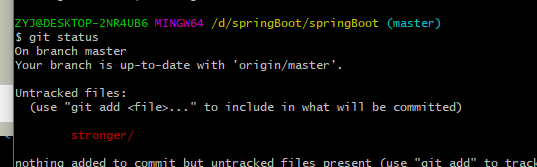 ZYJ@DESKTOP-2NR4UB6 MINGW64 /d/springBoot/springBoot (master)
$ git status
On branch master
Your branch is up-to-date with 'origin/master'.
Untracked files:
(use "git add <file>..." to include in what will be committed)
stronger/
nothing added to commit but untracked files present (use "git add" to track